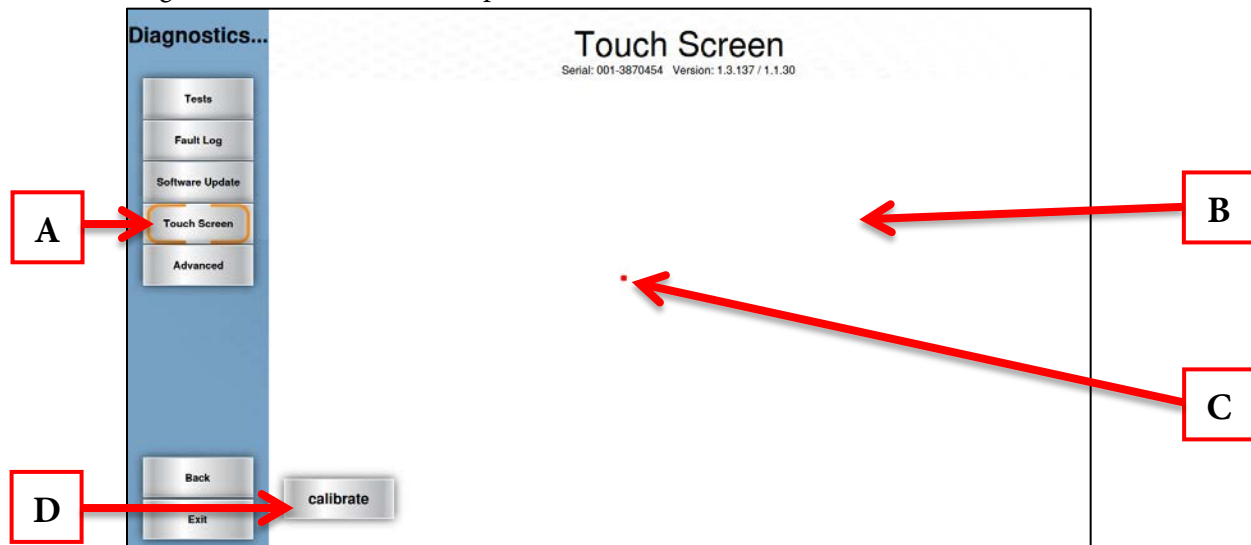 Diagnostics...
Touch Screen
Serial: 001-3870454 Version: 1.3.137 / 1.1.30
Tests
Fault Log
Software Update
Touch Screen
Advanced
Back
Exit
calibrate
A
B
C
D